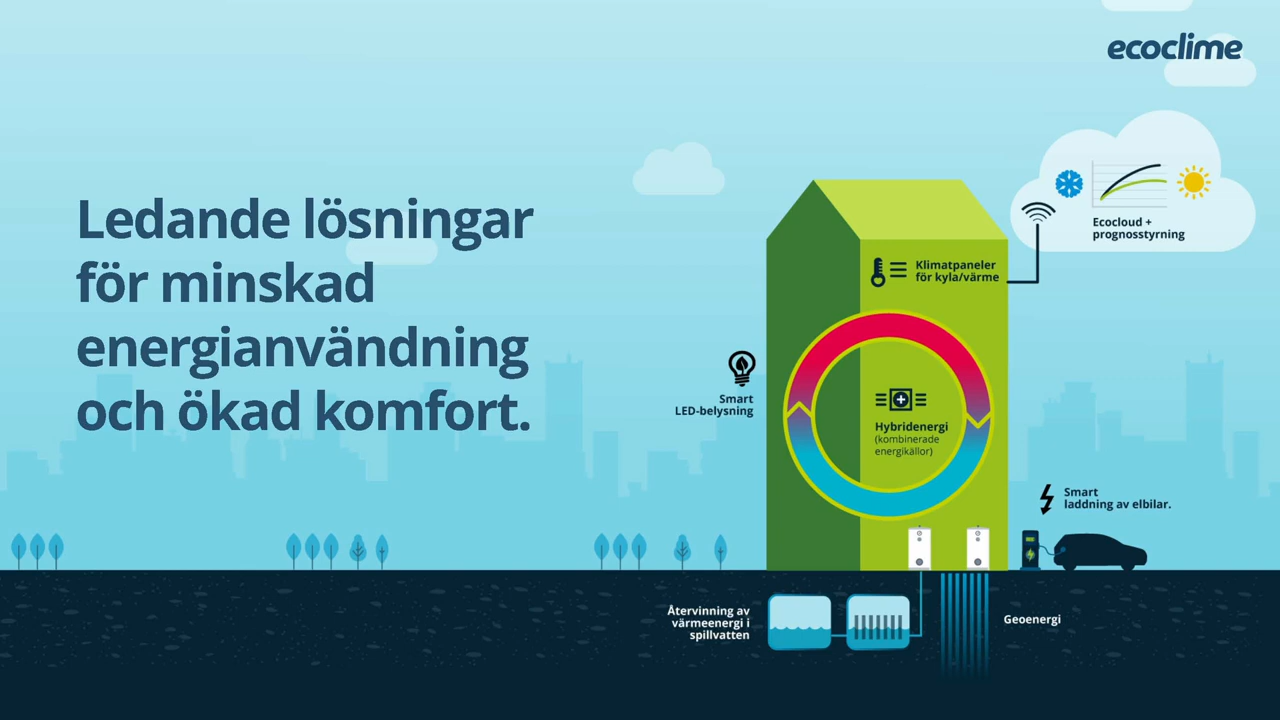 ecoclime
Ledande lösningar
för minskad
energianvändning
och ökad komfort.
Ecocloud +
prognosstyrning
Klimatpaneler
för kyla/värme
Smart
LED-belysning
Hybridenergi
(kombinerade
energikällor)
Smart
laddning av elbilar.
Återvinning av
värmeenergi i
spillvatten
Geoenergi